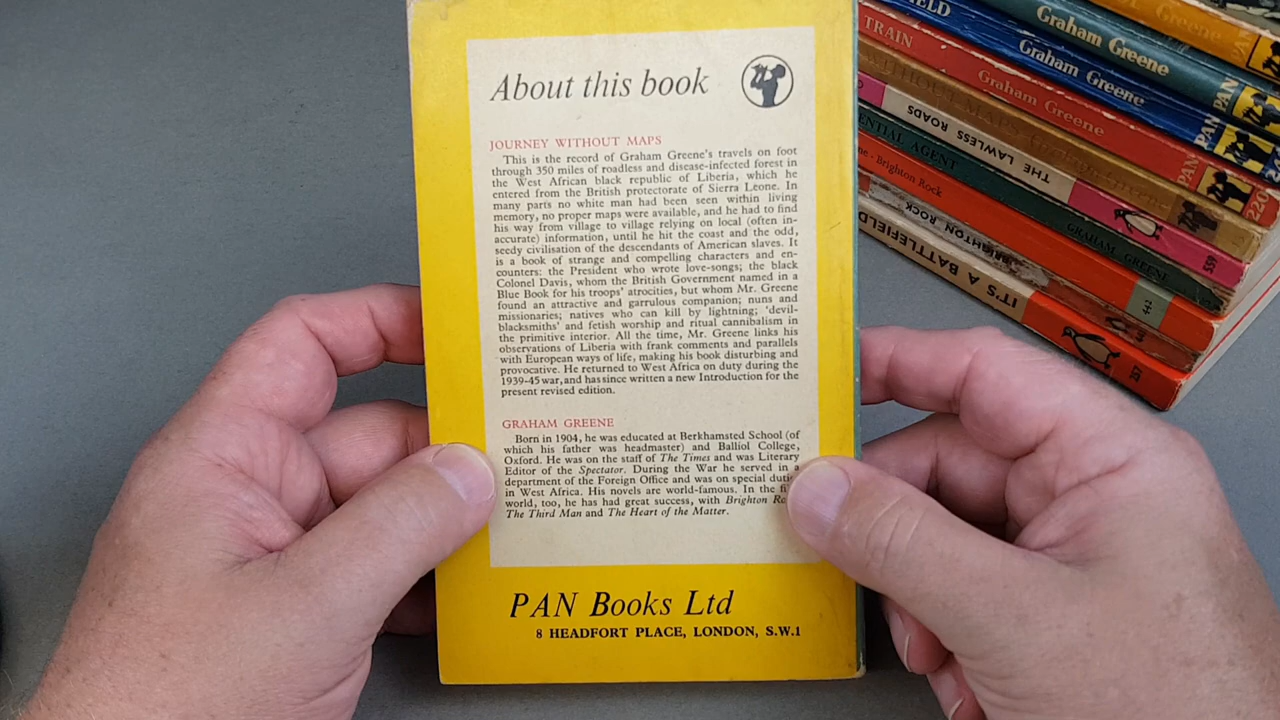 About this book
JOURNEY WITHOUT MAPS
This is the record of Graham Greene's travels on foot
through 350 miles of roadless and disease-infected forest in
the West African black republic of Liberia, which he
entered from the British protectorate of Sierra Leone. In
many parts no white man had been seen within living
memory, no proper maps were available, and he had to find
his way from village to village relying on local (often in-
accurate) information, until he hit the coast and the odd,
seedy civilisation of the descendants of American slaves. It
is a book of strange and compelling characters and en-
counters: the President who wrote love-songs; the black
Colonel Davis, whom the British Government named in a
Blue Book for his troops' atrocities, but whom Mr. Greene
found an attractive and garrulous companion; nuns and
missionaries; natives who can kill by lightning; 'devil-
blacksmiths' and fetish worship and ritual cannibalism in
the primitive interior. All the time, Mr. Greene links his
observations of Liberia with frank comments and parallels
with European ways of life, making his book disturbing and
provocative. He returned to West Africa on duty during the
1939-45 war, and has since written a new Introduction for the
present revised edition.
GRAHAM GREENE
Born in 1904, he was educated at Berkhamsted School (of
which his father was headmaster) and Balliol College,
Oxford. He was on the staff of The Times and was Literary
Editor of the Spectator. During the War he served in a
department of the Foreign Office and was on special
in West Africa. His novels are world-famous. In the
world, too, he has had great success, with Brighton
The Third Man and The Heart of the Matter.
PAN Books Ltd
8 HEADFORT PLACE, LONDON, S.W.1
Greene PAN
Graham Greene PAN
Graham Greene PAN
TRAIN Graham Greene PAN
WITHOUT MAPS Graham Greene
THE LAWLESS ROADS 559
AGENT GRAHAM GREENE
Brighton Rock 442
BRIGHTON ROCK
IT'S A BATTLEFIELD